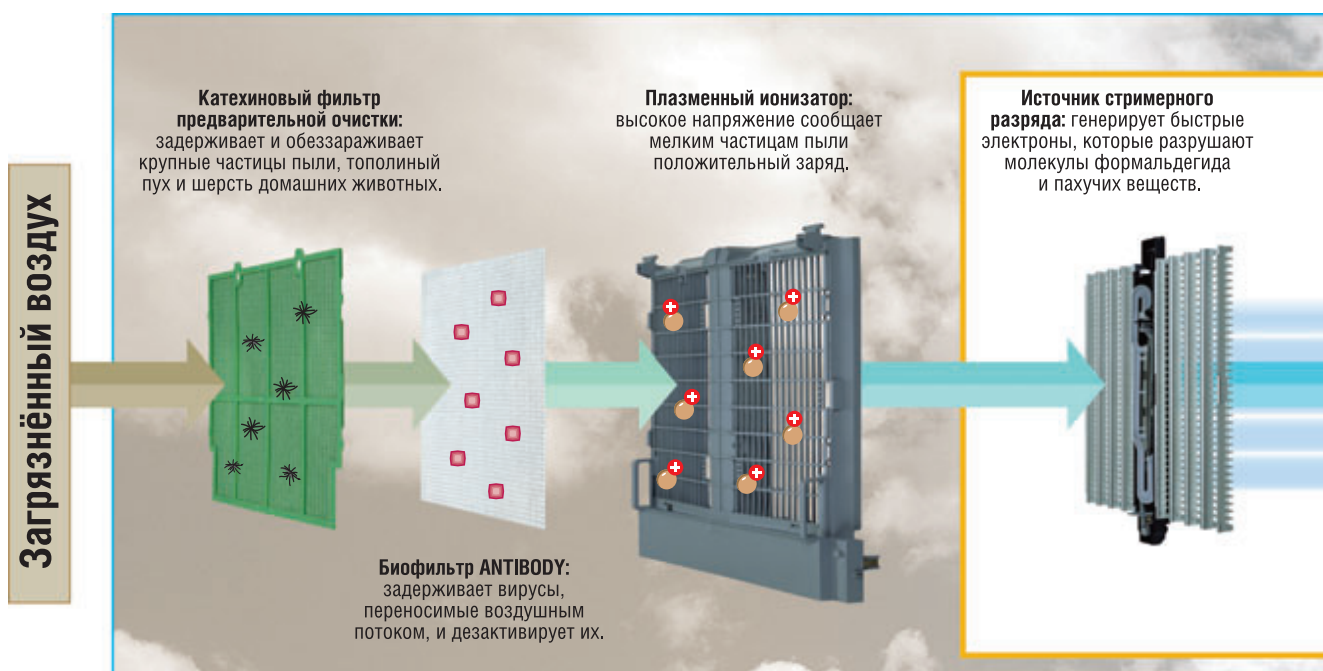 Загрязнённый воздух
Катехиновый фильтр
предварительной очистки:
задерживает и обеззараживает
крупные частицы пыли, тополиный
пух и шерсть домашних животных.
Биофильтр ANTIBODY:
задерживает вирусы,
переносимые воздушным
потоком, и дезактивирует их.
Плазменный ионизатор:
высокое напряжение сообщает
мелким частицам пыли
положительный заряд.
Источник стримерного
разряда: генерирует быстрые
электроны, которые разрушают
молекулы формальдегида
и пахучих веществ.